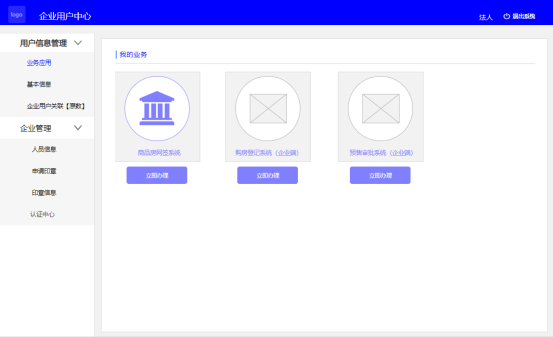 logo
企业用户中心
法人
退出系统
用户信息管理
业务应用
基本信息
企业用户关联【票数】
企业管理
人员信息
申请印章
印章信息
认证中心
我的业务
商品房网签系统
购房登记系统（企业端）
预售审批系统（企业端）
立即办理
立即办理
立即办理